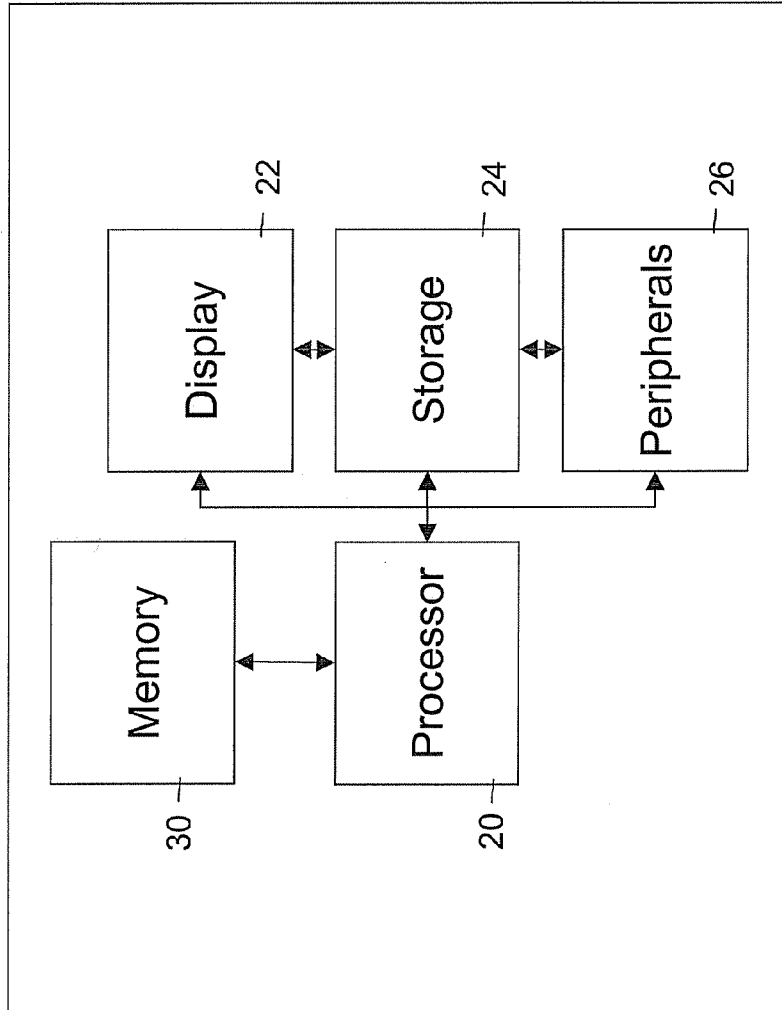 Memory
30
Processor
20
Display
22
Storage
24
Peripherals
26